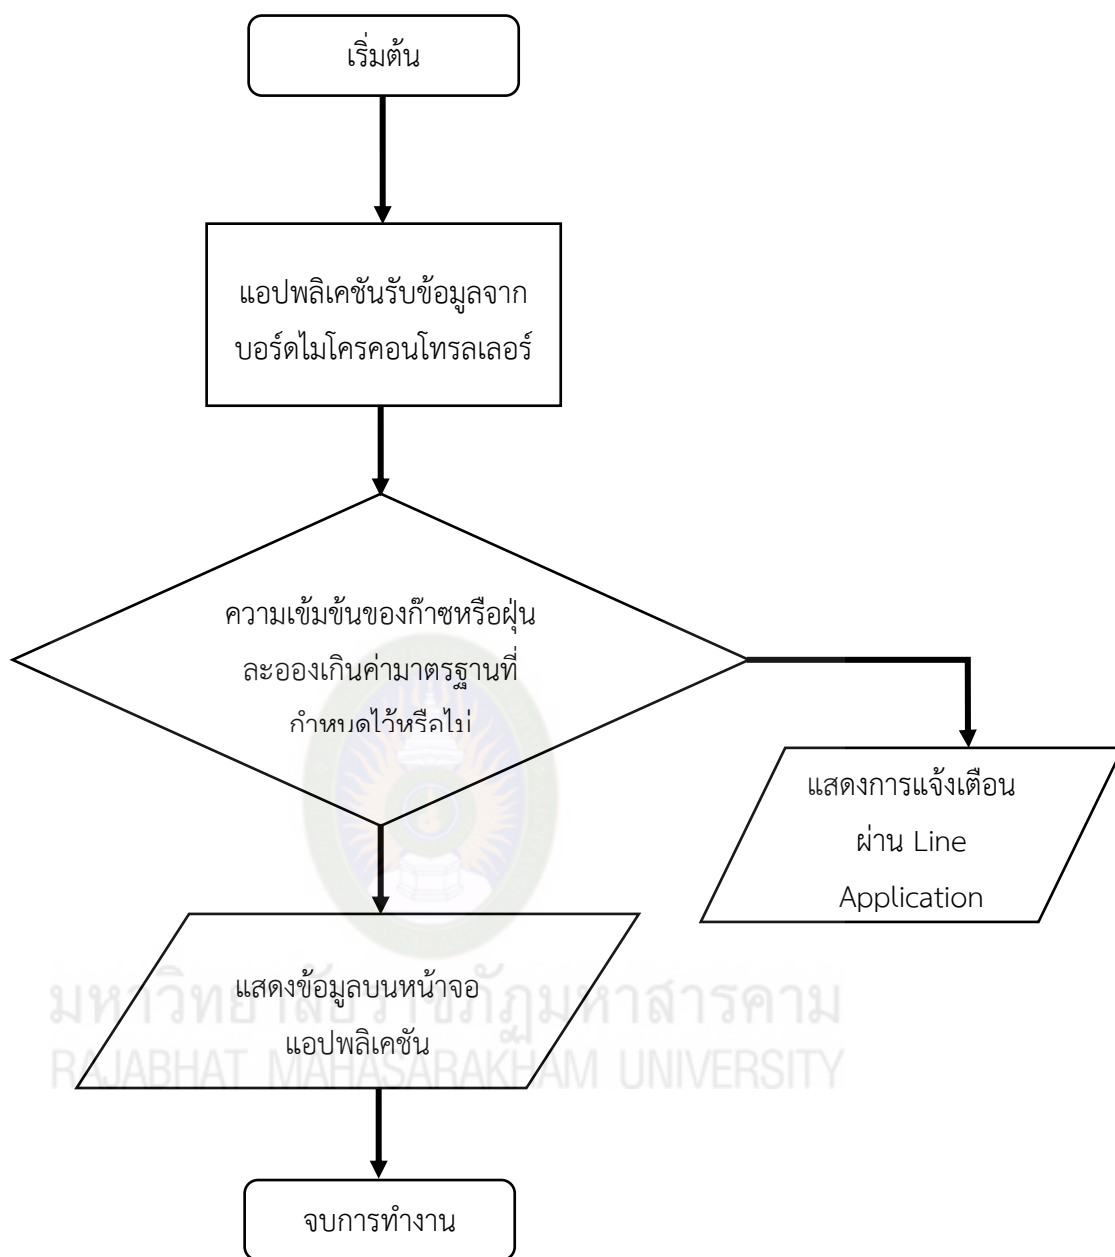 เริ่มต้น
แอปพลิเคชันรับข้อมูลจาก
บอร์ดไมโครคอนโทรลเลอร์
ความเข้มข้นของก๊าซหรือฝุ่น
ละอองเกินค่ามาตรฐานที่
กำหนดไว้หรือไม่
แสดงการแจ้งเตือน
ผ่าน Line
Application
แสดงข้อมูลบนหน้าจอ
แอปพลิเคชัน
มหาวิทยาลัยราชภัฏมหาสารคาม
RAJABHAT MAHASARAKHAM UNIVERSITY
จบการทำงาน